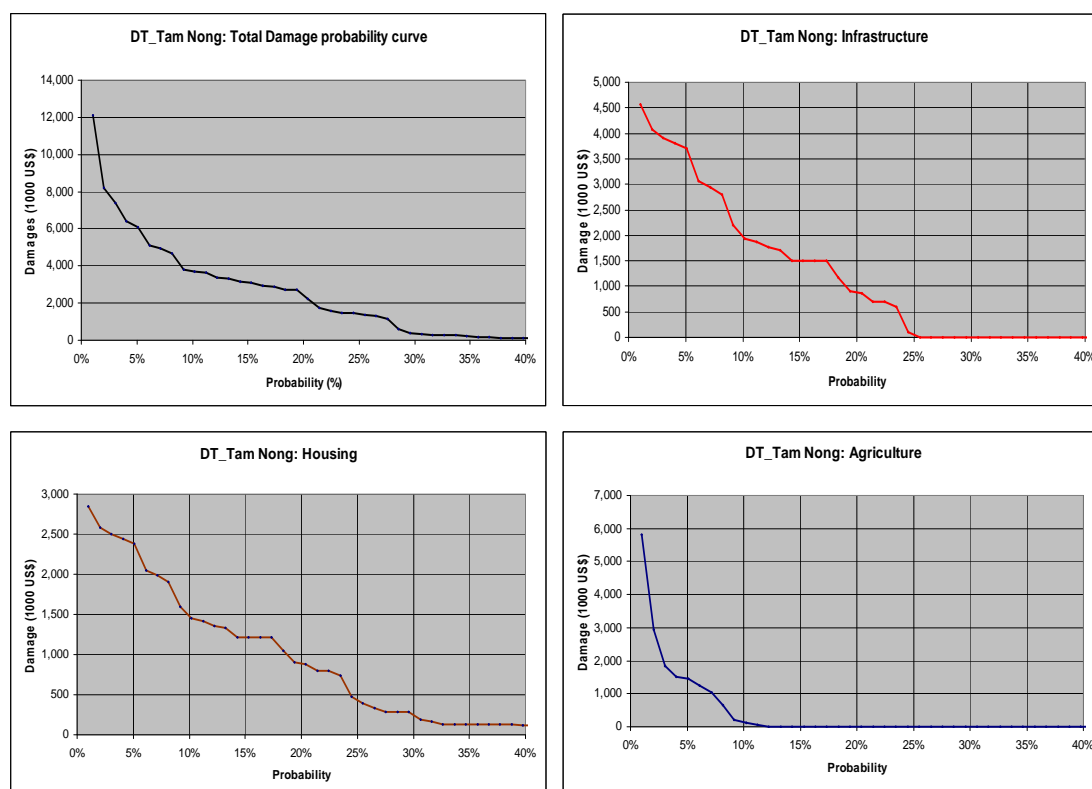 DT_Tam Nong: Total Damage probability curve
Damages (1000 US$)
14,000
12,000
10,000
8,000
6,000
4,000
2,000
0
0% 5% 10% 15% 20% 25% 30% 35% 40%
Probability (%)
DT_Tam Nong: Infrastructure
Damage (1000 US$)
5,000
4,500
4,000
3,500
3,000
2,500
2,000
1,500
1,000
500
0
0% 5% 10% 15% 20% 25% 30% 35% 40%
Probability
DT_Tam Nong: Housing
Damage (1000 US$)
3,000
2,500
2,000
1,500
1,000
500
0
0% 5% 10% 15% 20% 25% 30% 35% 40%
Probability
DT_Tam Nong: Agriculture
Damage (1000 US$)
7,000
6,000
5,000
4,000
3,000
2,000
1,000
0
0% 5% 10% 15% 20% 25% 30% 35% 40%
Probability